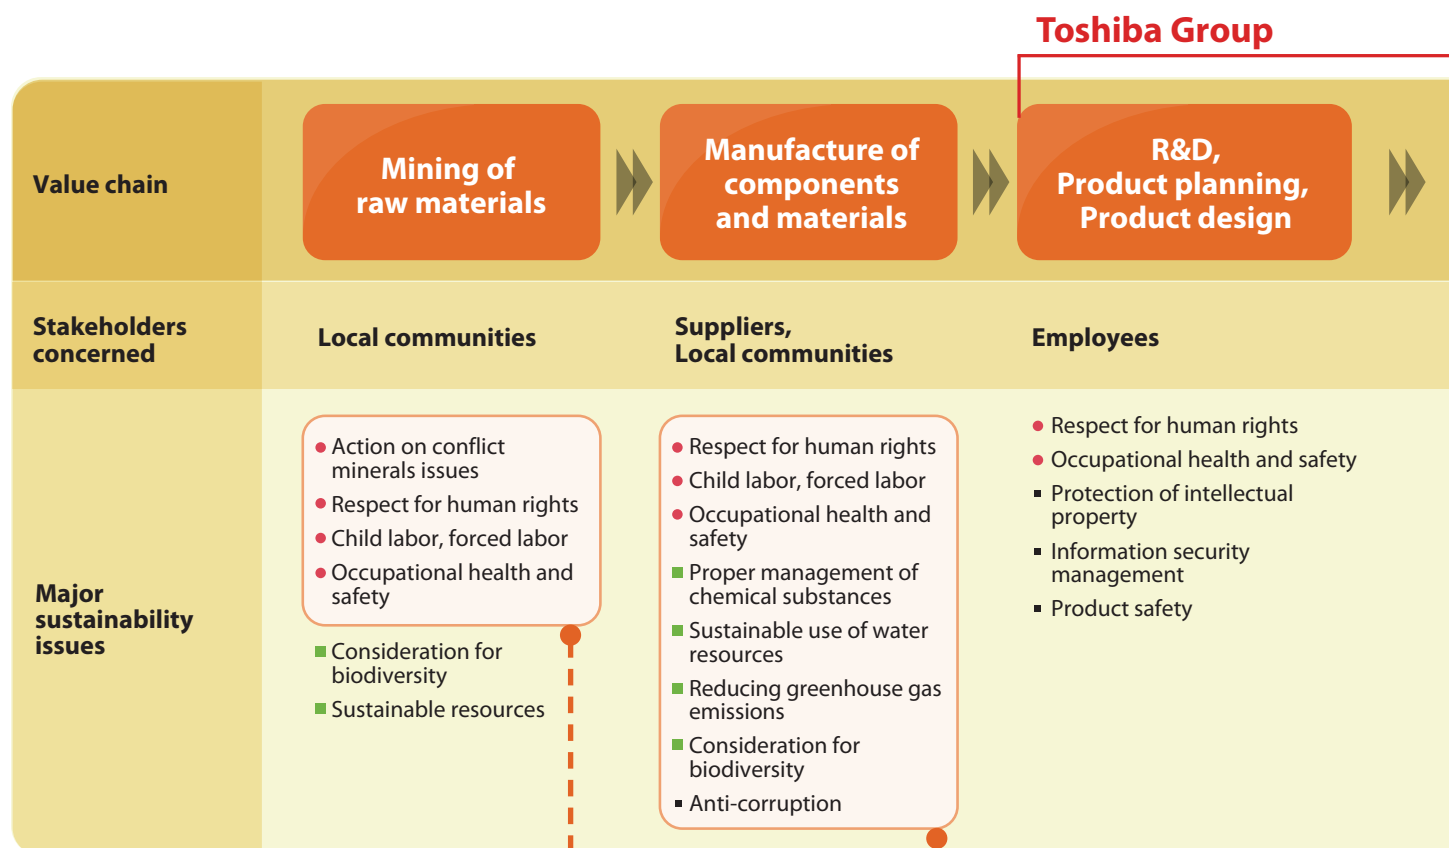 Toshiba Group
Value chain
Mining of
raw materials
Manufacture of
components
and materials
R&D,
Product planning,
Product design
Stakeholders
concerned
Local communities
Suppliers,
Local communities
Employees
Major
sustainability
issues
Action on conflict
minerals issues
Respect for human rights
Child labor, forced labor
Occupational health and
safety
Consideration for
biodiversity
Sustainable resources
Respect for human rights
Child labor, forced labor
Occupational health and
safety
Proper management of
chemical substances
Sustainable use of water
resources
Reducing greenhouse gas
emissions
Consideration for
biodiversity
Anti-corruption
Respect for human rights
Occupational health and safety
Protection of intellectual
property
Information security
management
Product safety